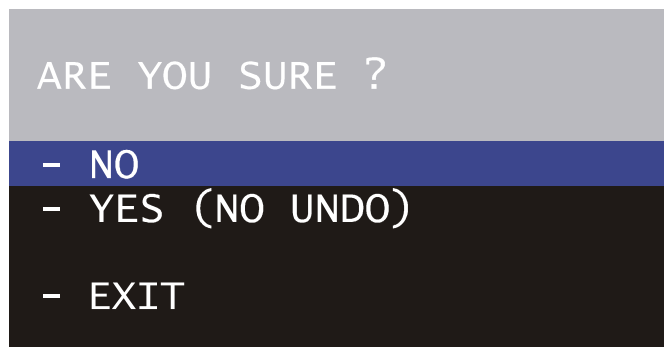 ARE YOU SURE ?
- NO
- YES (NO UNDO)
- EXIT